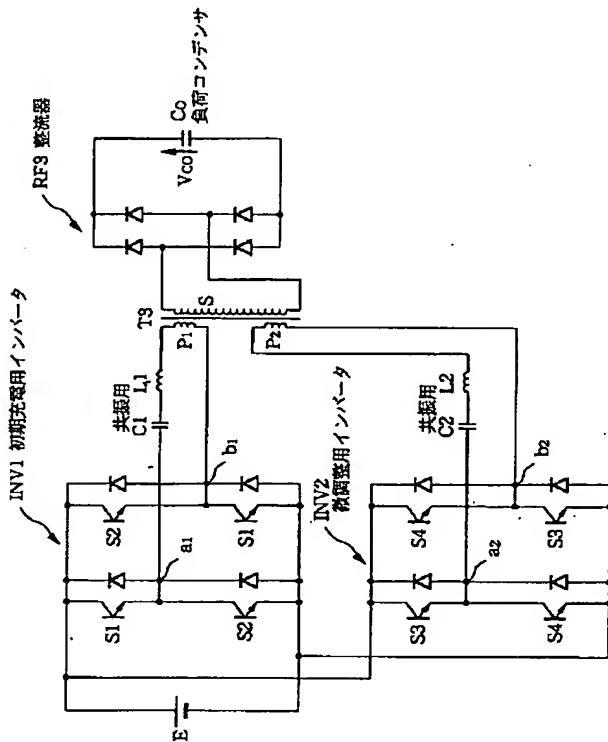 INV1 初期充電用インバータ
RF3 整流器
E
S1
S2
S2
S1
a1
b1
共振用
C1
L1
T3
P1
S
P2
Vco
Co
負荷コンデンサ
INV2
微調整用インバータ
S3
S4
S4
S3
a2
b2
共振用
C2
L2